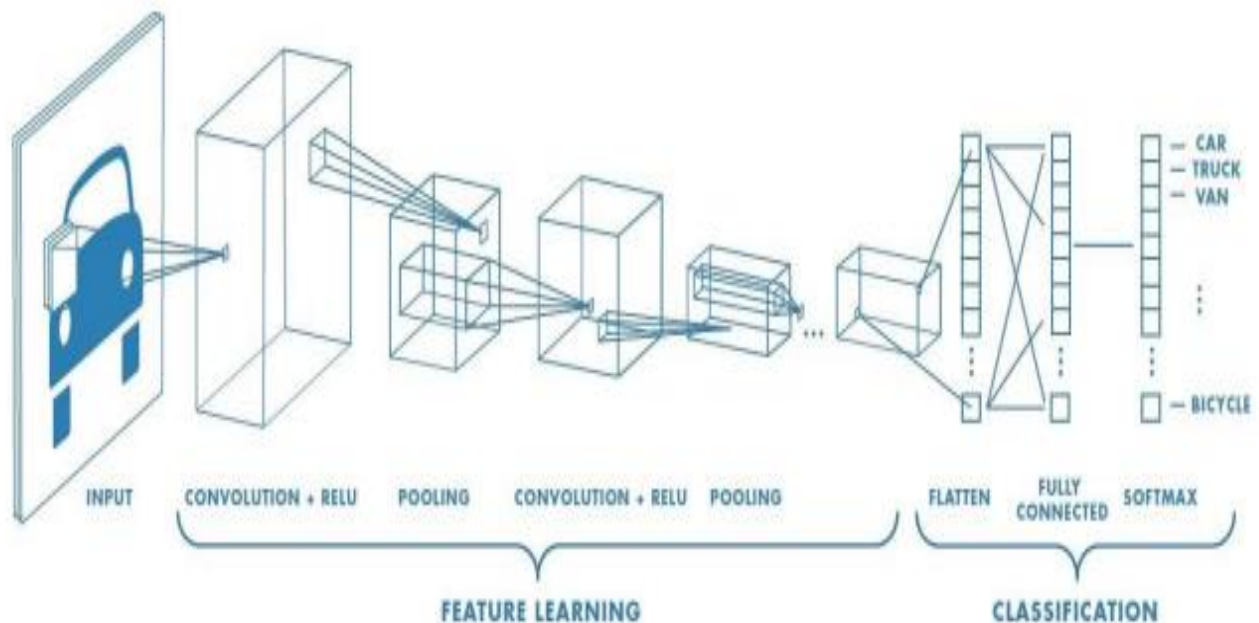 CAR
TRUCK
VAN
BICYCLE
INPUT
CONVOLUTION + RELU
POOLING
CONVOLUTION + RELU
POOLING
FLATTEN
FULLY
CONNECTED
SOFTMAX
FEATURE LEARNING
CLASSIFICATION